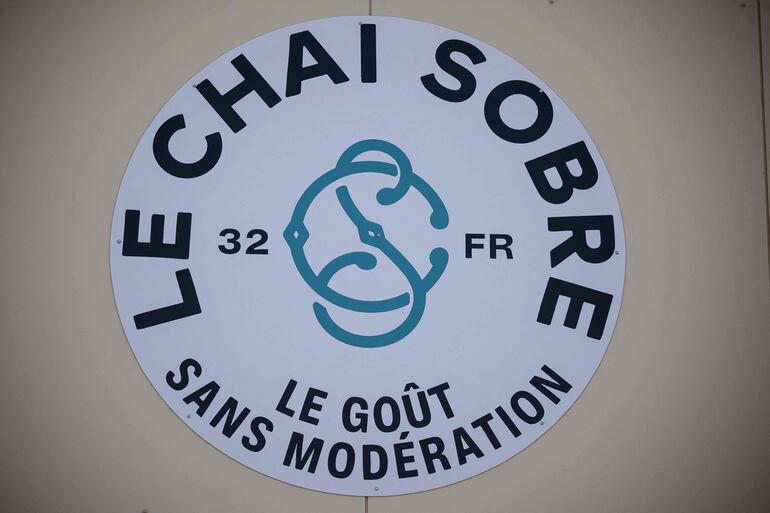 LE CHAI SOBRE
32 FR
LE GOÛT
SANS MODÉRATION